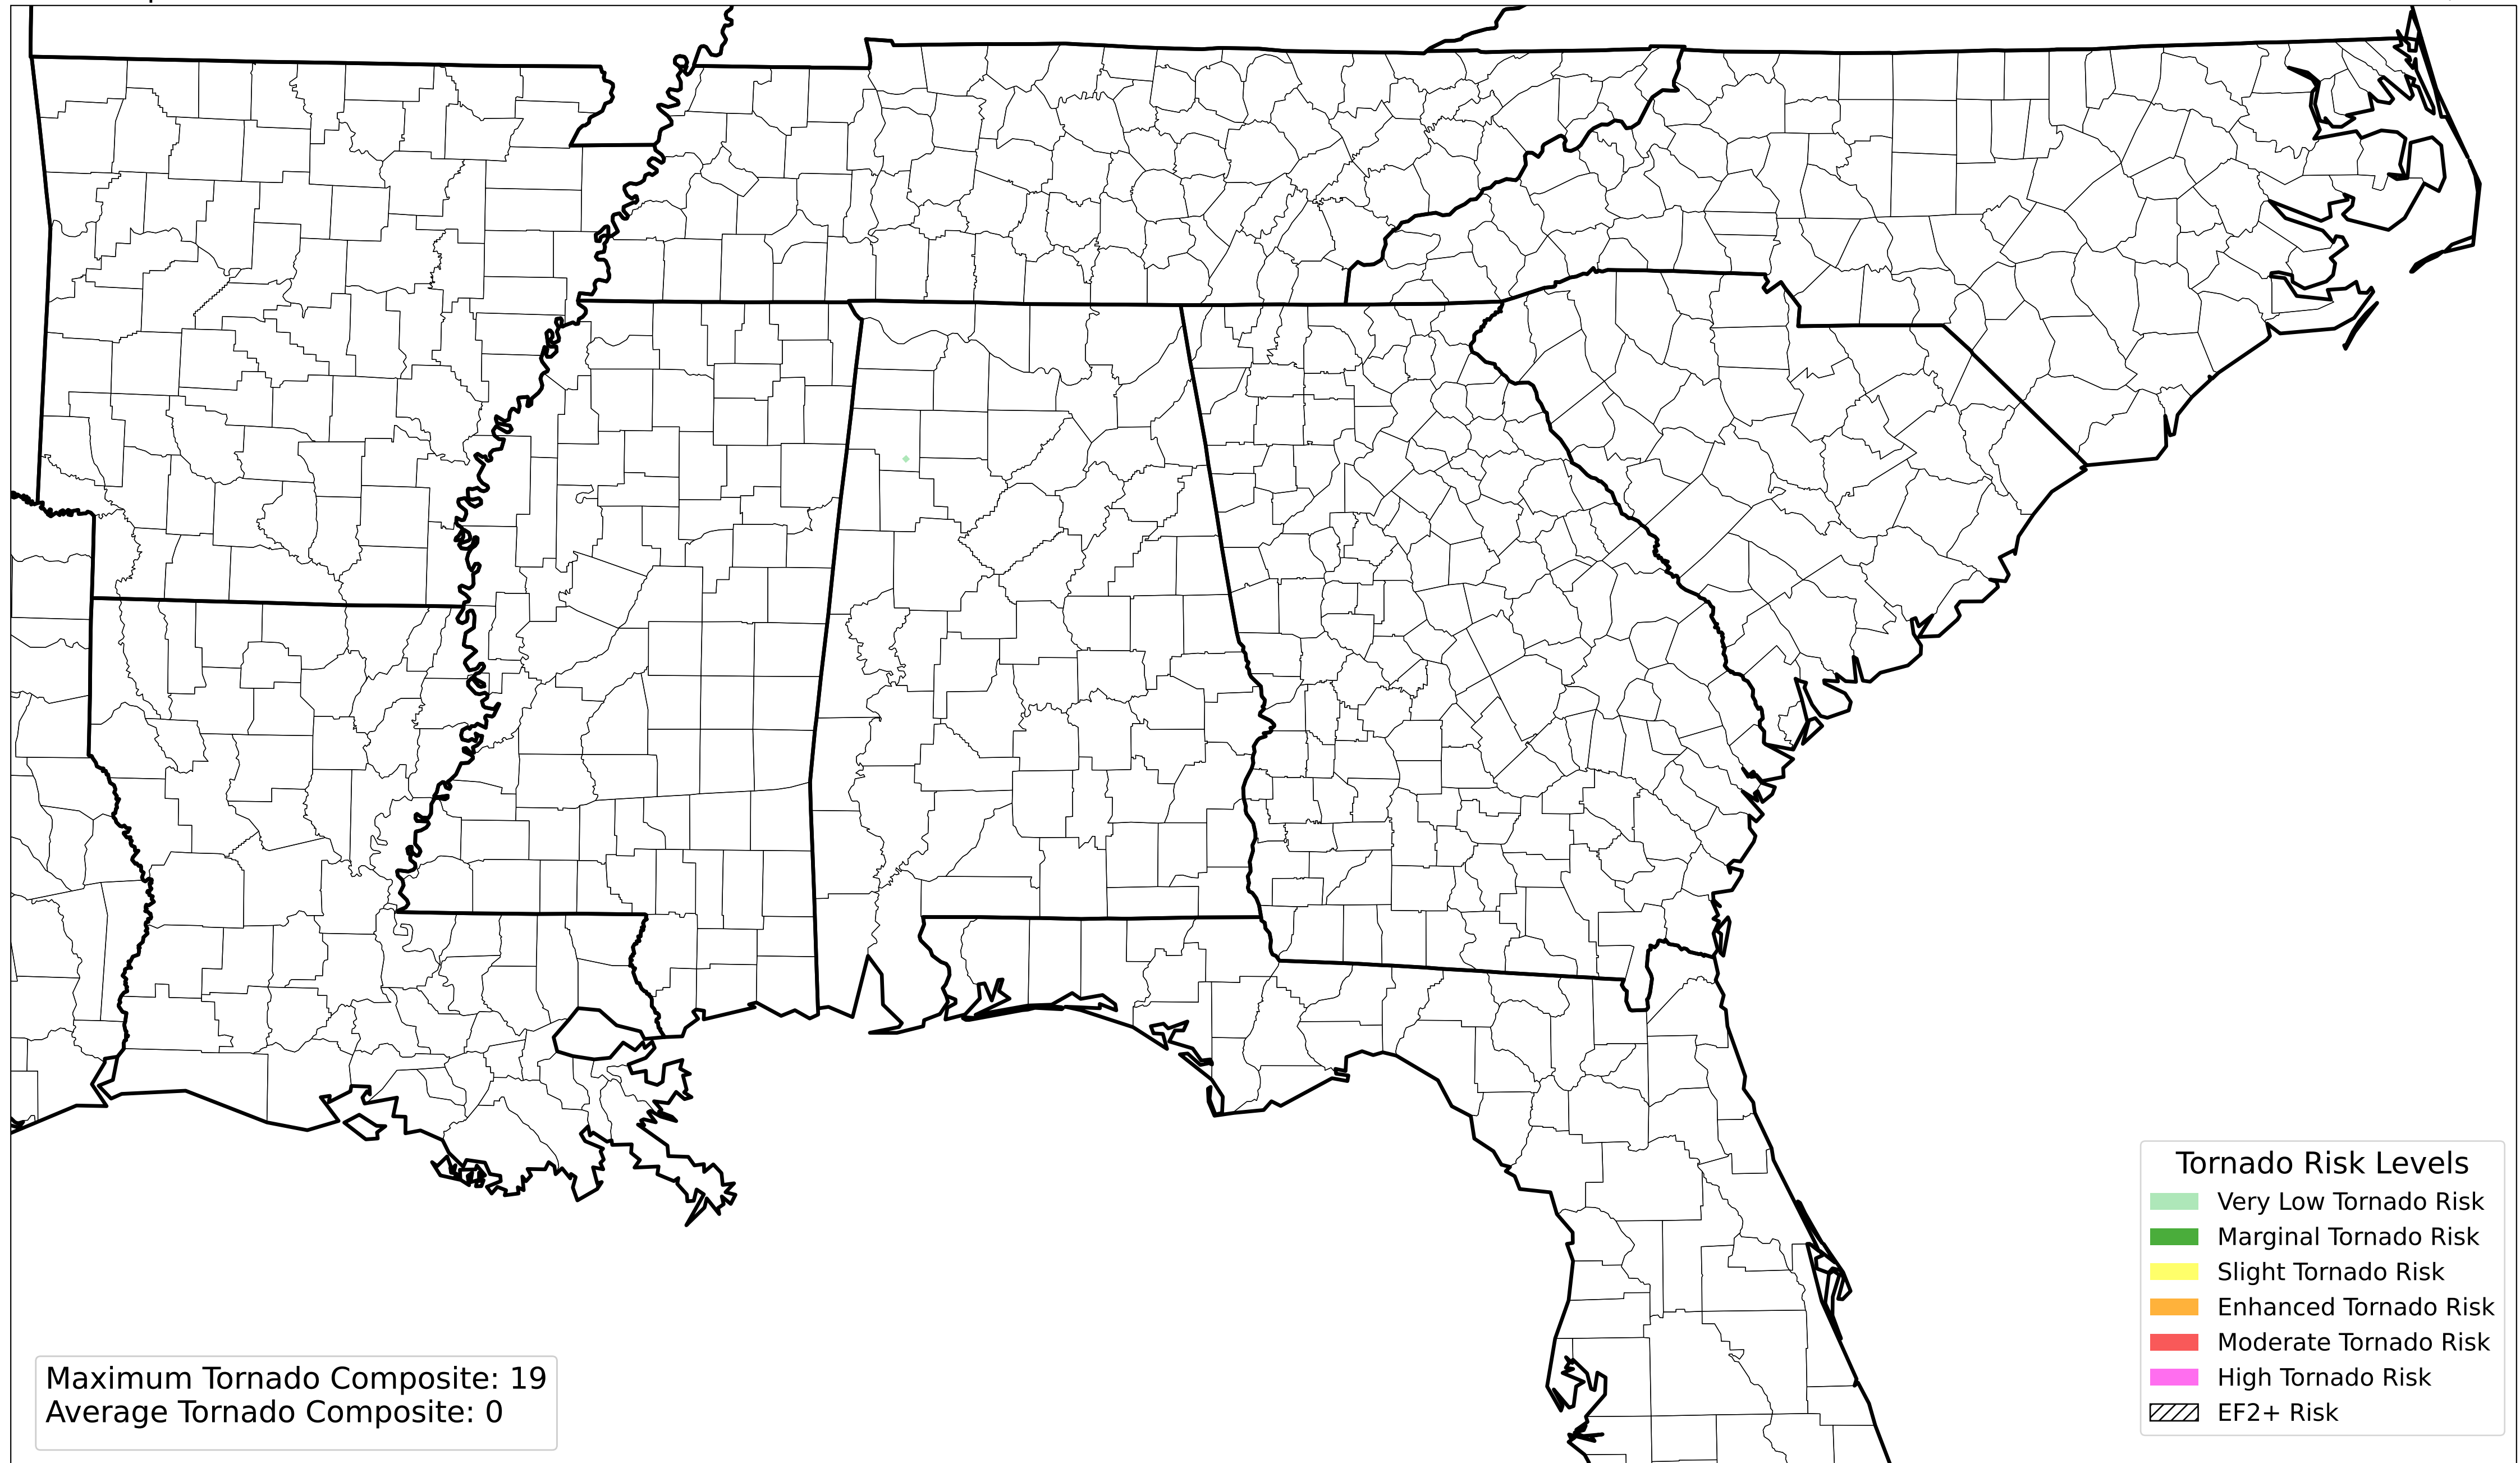 Tornado Risk Levels
Very Low Tornado Risk
Marginal Tornado Risk
Slight Tornado Risk
Enhanced Tornado Risk
Moderate Tornado Risk
High Tornado Risk
EF2+ Risk
Maximum Tornado Composite: 19
Average Tornado Composite: 0